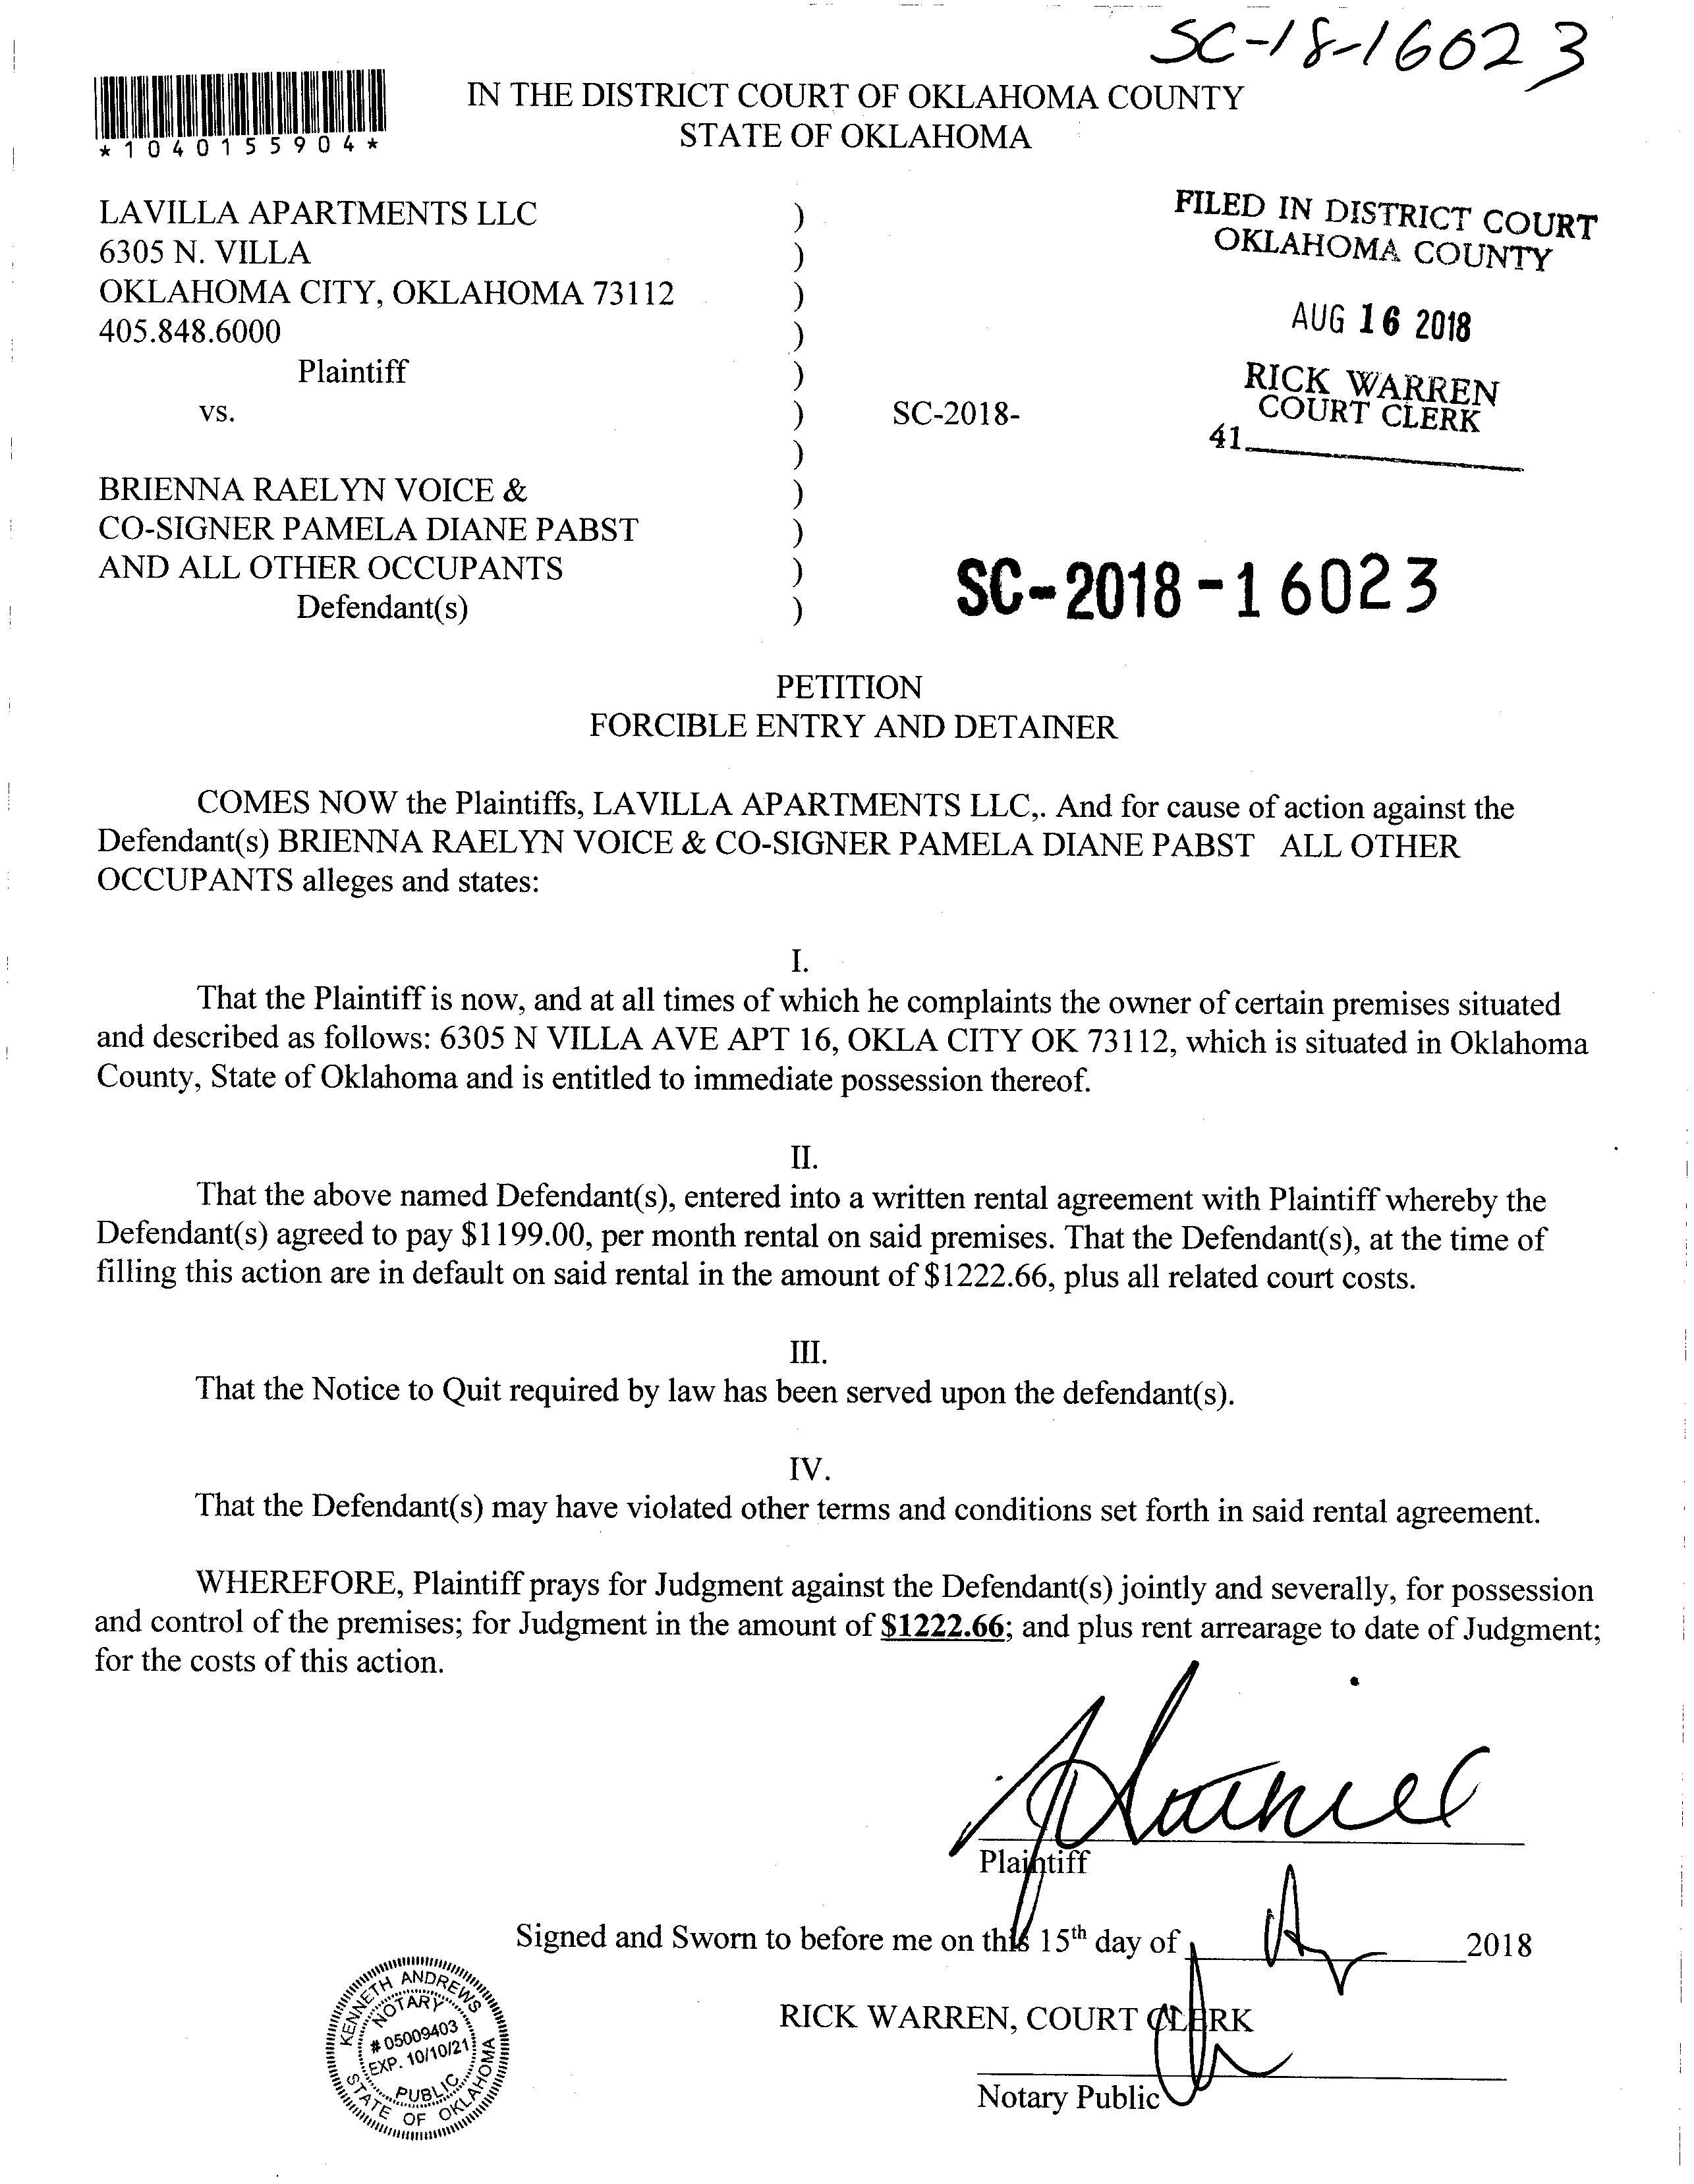 SC-18-16023
IN THE DISTRICT COURT OF OKLAHOMA COUNTY
STATE OF OKLAHOMA
*1040155904*
LAVILLA APARTMENTS LLC )
6305 N. VILLA )
OKLAHOMA CITY, OKLAHOMA 73112 )
405.848.6000 )
Plaintiff )
vs. ) SC-2018-
)
BRIENNA RAELYN VOICE & )
CO-SIGNER PAMELA DIANE PABST )
AND ALL OTHER OCCUPANTS )
Defendant(s) )
FILED IN DISTRICT COURT
OKLAHOMA COUNTY
AUG 16 2018
RICK WARREN
COURT CLERK
41
SC-2018-16023
PETITION
FORCIBLE ENTRY AND DETAINER
COMES NOW the Plaintiffs, LAVILLA APARTMENTS LLC,. And for cause of action against the
Defendant(s) BRIENNA RAELYN VOICE & CO-SIGNER PAMELA DIANE PABST ALL OTHER
OCCUPANTS alleges and states:
I.
That the Plaintiff is now, and at all times of which he complaints the owner of certain premises situated
and described as follows: 6305 N VILLA AVE APT 16, OKLA CITY OK 73112, which is situated in Oklahoma
County, State of Oklahoma and is entitled to immediate possession thereof.
II.
That the above named Defendant(s), entered into a written rental agreement with Plaintiff whereby the
Defendant(s) agreed to pay $1199.00, per month rental on said premises. That the Defendant(s), at the time of
filling this action are in default on said rental in the amount of $1222.66, plus all related court costs.
III.
That the Notice to Quit required by law has been served upon the defendant(s).
IV.
That the Defendant(s) may have violated other terms and conditions set forth in said rental agreement.
WHEREFORE, Plaintiff prays for Judgment against the Defendant(s) jointly and severally, for possession
and control of the premises; for Judgment in the amount of $1222.66; and plus rent arrearage to date of Judgment;
for the costs of this action.
Plaintiff
Signed and Sworn to before me on this 15th day of 2018
RICK WARREN, COURT CLERK
Notary Public
KENNETH ANDREWS
NOTARY
# 05009403
EXP. 10/10/21
PUBLIC
STATE OF OKLAHOMA